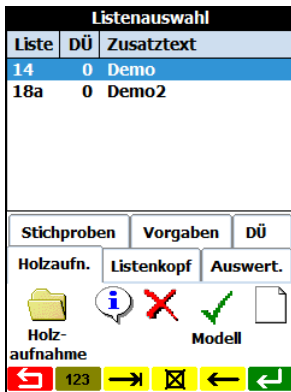 Listenauswahl
Liste DÜ Zusatztext
14 0 Demo
18a 0 Demo2
Stichproben Vorgaben DÜ
Holzaufn. Listenkopf Auswert.
Holz-
aufnahme
Modell
123